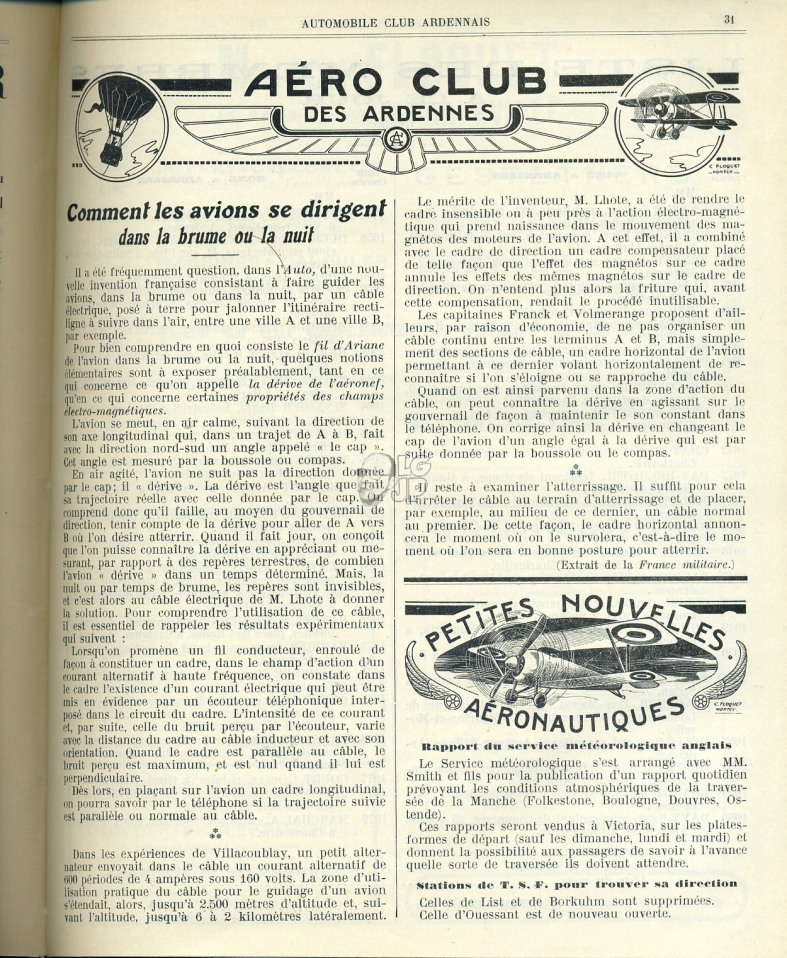 AUTOMOBILE CLUB ARDENNAIS
31
AÉRO CLUB
DES ARDENNES
C. FLOQUET
MONTCY
Comment les avions se dirigent
dans la brume ou la nuit
Il a été fréquemment question, dans l'Auto, d'une nou-
velle invention française consistant à faire guider les
avions, dans la brume ou dans la nuit, par un câble
électrique, posé à terre pour jalonner l'itinéraire recti-
ligne à suivre dans l'air, entre une ville A et une ville B,
par exemple.
Pour bien comprendre en quoi consiste le fil d'Ariane
de l'avion dans la brume ou la nuit, quelques notions
élémentaires sont à exposer préalablement, tant en ce
qui concerne ce qu'on appelle la dérive de l'aéronef,
qu'en ce qui concerne certaines propriétés des champs
électro-magnétiques.
L'avion se meut, en air calme, suivant la direction de
son axe longitudinal qui, dans un trajet de A à B, fait
avec la direction nord-sud un angle appelé « le cap ».
Cet angle est mesuré par la boussole ou compas.
En air agité, l'avion ne suit pas la direction donnée
par le cap; il « dérive ». La dérive est l'angle que fait
sa trajectoire réelle avec celle donnée par le cap.
comprend donc qu'il faille, au moyen du gouvernail de
direction, tenir compte de la dérive pour aller de A vers
B où l'on désire atterrir. Quand il fait jour, on conçoit
que l'on puisse connaître la dérive en appréciant ou me-
surant, par rapport à des repères terrestres, de combien
l'avion « dérive » dans un temps déterminé. Mais, la
nuit ou par temps de brume, les repères sont invisibles,
et c'est alors au câble électrique de M. Lhote à donner
la solution. Pour comprendre l'utilisation de ce câble,
il est essentiel de rappeler les résultats expérimentaux
qui suivent :
Lorsqu'on promène un fil conducteur, enroulé de
façon à constituer un cadre, dans le champ d'action d'un
courant alternatif à haute fréquence, on constate dans
le cadre l'existence d'un courant électrique qui peut être
mis en évidence par un écouteur téléphonique inter-
posé dans le circuit du cadre. L'intensité de ce courant
et, par suite, celle du bruit perçu par l'écouteur, varie
avec la distance du cadre au câble inducteur et avec son
orientation. Quand le cadre est parallèle au câble, le
bruit perçu est maximum, et est nul quand il lui est
perpendiculaire.
Dès lors, en plaçant sur l'avion un cadre longitudinal,
on pourra savoir par le téléphone si la trajectoire suivie
est parallèle ou normale au câble.
***
Dans les expériences de Villacoublay, un petit alter-
nateur envoyait dans le câble un courant alternatif de
600 périodes de 4 ampères sous 160 volts. La zone d'uti-
lisation pratique du câble pour le guidage d'un avion
s'étendait, alors, jusqu'à 2.500 mètres d'altitude et, sui-
vant l'altitude, jusqu'à 6 à 2 kilomètres latéralement.
Le mérite de l'inventeur, M. Lhote, a été de rendre le
cadre insensible ou à peu près à l'action électro-magné-
tique qui prend naissance dans le mouvement des ma-
gnétos des moteurs de l'avion. A cet effet, il a combiné
avec le cadre de direction un cadre compensateur placé
de telle façon que l'effet des magnétos sur ce cadre
annule les effets des mêmes magnétos sur le cadre de
direction. On n'entend plus alors la friture qui, avant
cette compensation, rendait le procédé inutilisable.
Les capitaines Franck et Volmerange proposent d'ail-
leurs, par raison d'économie, de ne pas organiser un
câble continu entre les terminus A et B, mais simple-
ment des sections de câble, un cadre horizontal de l'avion
permettant à ce dernier volant horizontalement de re-
connaître si l'on s'éloigne ou se rapproche du câble.
Quand on est ainsi parvenu dans la zone d'action du
câble, on peut connaître la dérive en agissant sur le
gouvernail de façon à maintenir le son constant dans
le téléphone. On corrige ainsi la dérive en changeant le
cap de l'avion d'un angle égal à la dérive qui est par
suite donnée par la boussole ou le compas.
***
reste à examiner l'atterrissage. Il suffit pour cela
d'arrêter le câble au terrain d'atterrissage et de placer,
par exemple, au milieu de ce dernier, un câble normal
au premier. De cette façon, le cadre horizontal annon-
cera le moment où on le survolera, c'est-à-dire le mo-
ment où l'on sera en bonne posture pour atterrir.
(Extrait de la France militaire.)
PETITES NOUVELLES
AÉRONAUTIQUES
C. FLOQUET
MONTCY
Rapport du service météorologique anglais
Le Service météorologique s'est arrangé avec MM.
Smith et fils pour la publication d'un rapport quotidien
prévoyant les conditions atmosphériques de la traver-
sée de la Manche (Folkestone, Boulogne, Douvres, Os-
tende).
Ces rapports seront vendus à Victoria, sur les plates-
formes de départ (sauf les dimanche, lundi et mardi) et
donnent la possibilité aux passagers de savoir à l'avance
quelle sorte de traversée ils doivent attendre.
Stations de T. S. F. pour trouver sa direction
Celles de List et de Borkuhm sont supprimées.
Celle d'Ouessant est de nouveau ouverte.